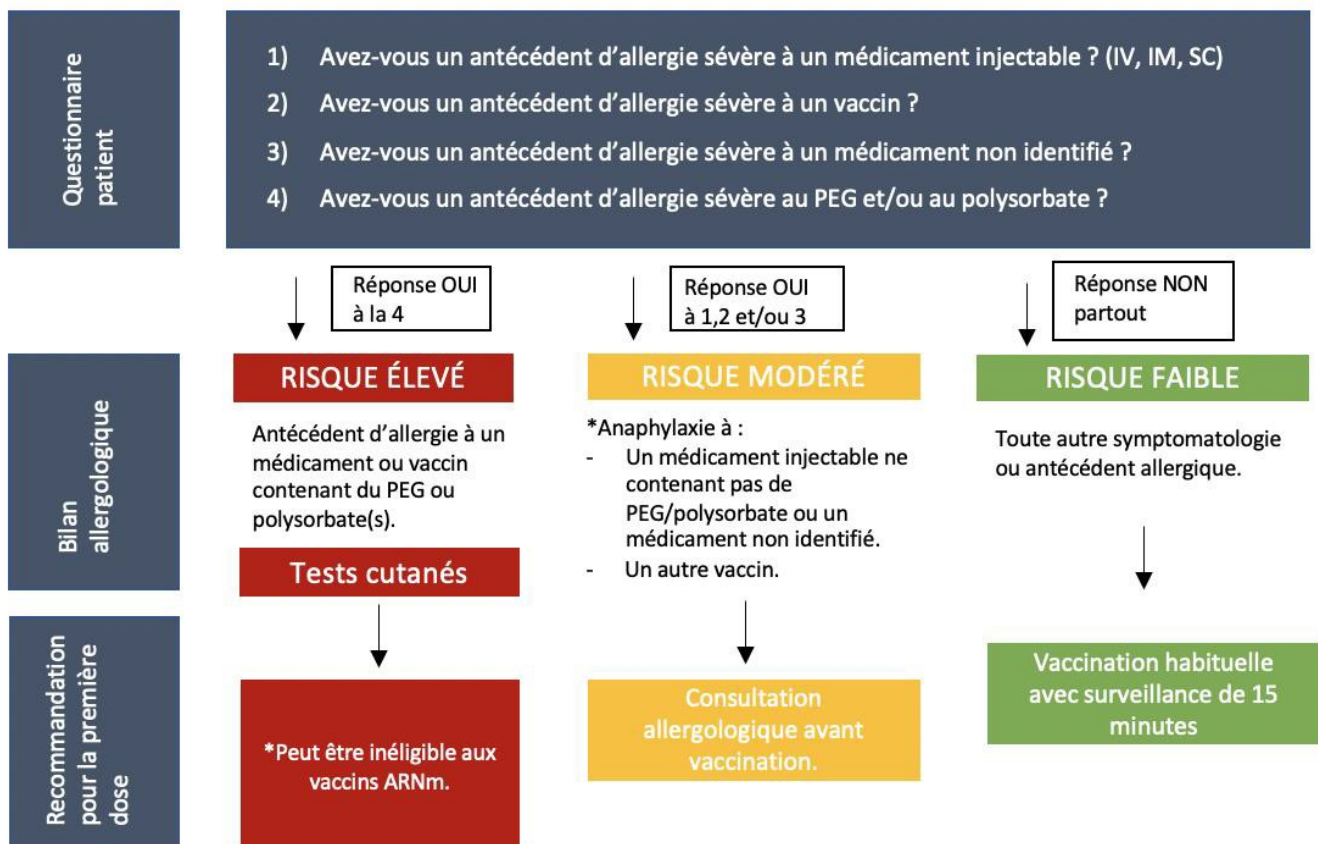 Questionnaire
patient
1) Avez-vous un antécédent d’allergie sévère à un médicament injectable ? (IV, IM, SC)
2) Avez-vous un antécédent d’allergie sévère à un vaccin ?
3) Avez-vous un antécédent d’allergie sévère à un médicament non identifié ?
4) Avez-vous un antécédent d’allergie sévère au PEG et/ou au polysorbate ?
Réponse OUI
à la 4
Réponse OUI
à 1,2 et/ou 3
Réponse NON
partout
Bilan
allergologique
RISQUE ÉLEVÉ
Antécédent d’allergie à un
médicament ou vaccin
contenant du PEG ou
polysorbate(s).
Tests cutanés
RISQUE MODÉRÉ
*Anaphylaxie à :
- Un médicament injectable ne
contenant pas de
PEG/polysorbate ou un
médicament non identifié.
- Un autre vaccin.
RISQUE FAIBLE
Toute autre symptomatologie
ou antécédent allergique.
Recommandation
pour la première
dose
*Peut être inéligible aux
vaccins ARNm.
Consultation
allergologique avant
vaccination.
Vaccination habituelle
avec surveillance de 15
minutes